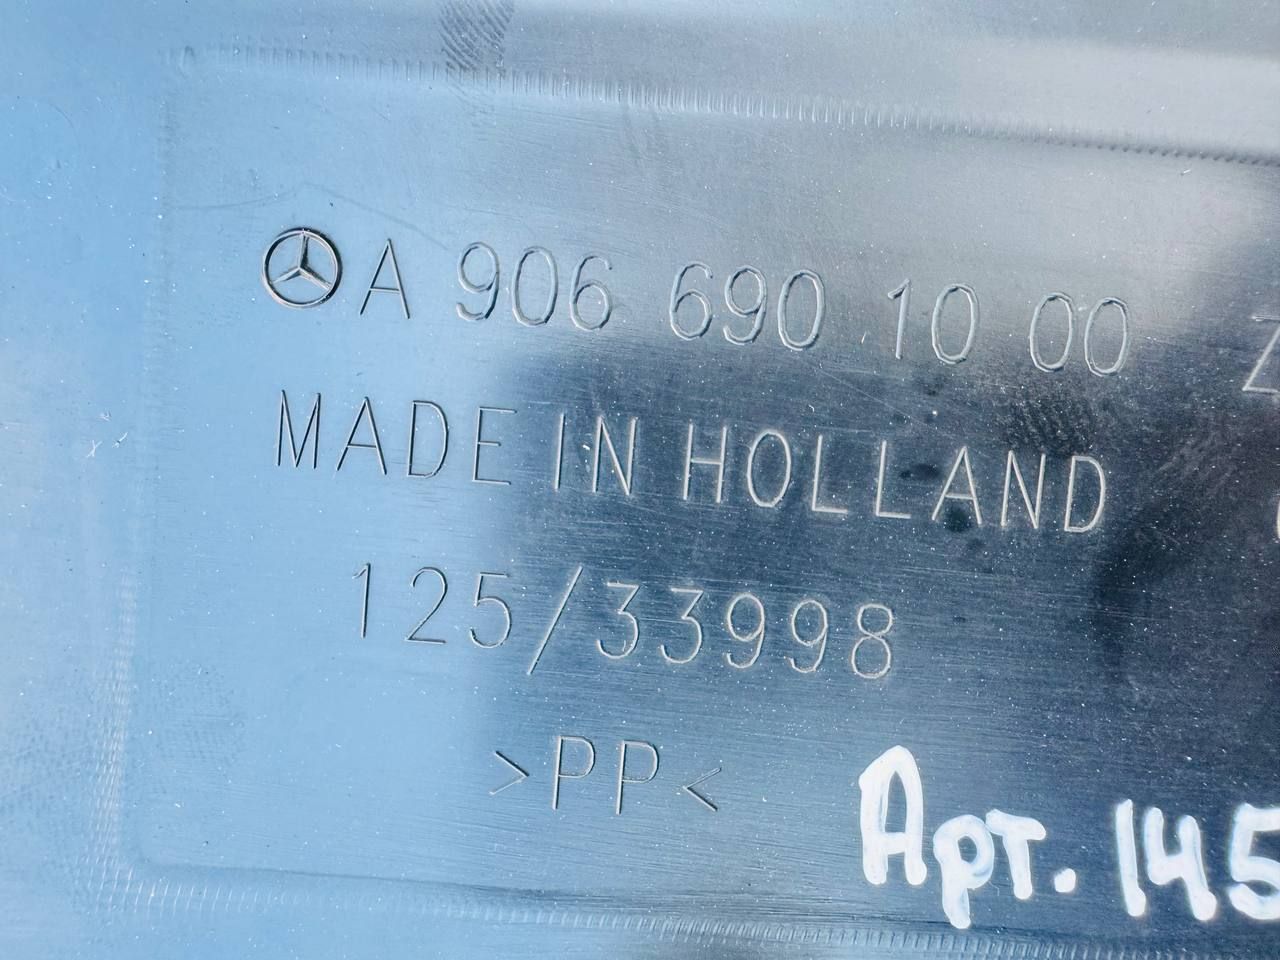 A 906 690 10 00
MADE IN HOLLAND
125/33998
>PP<
Арт. 145